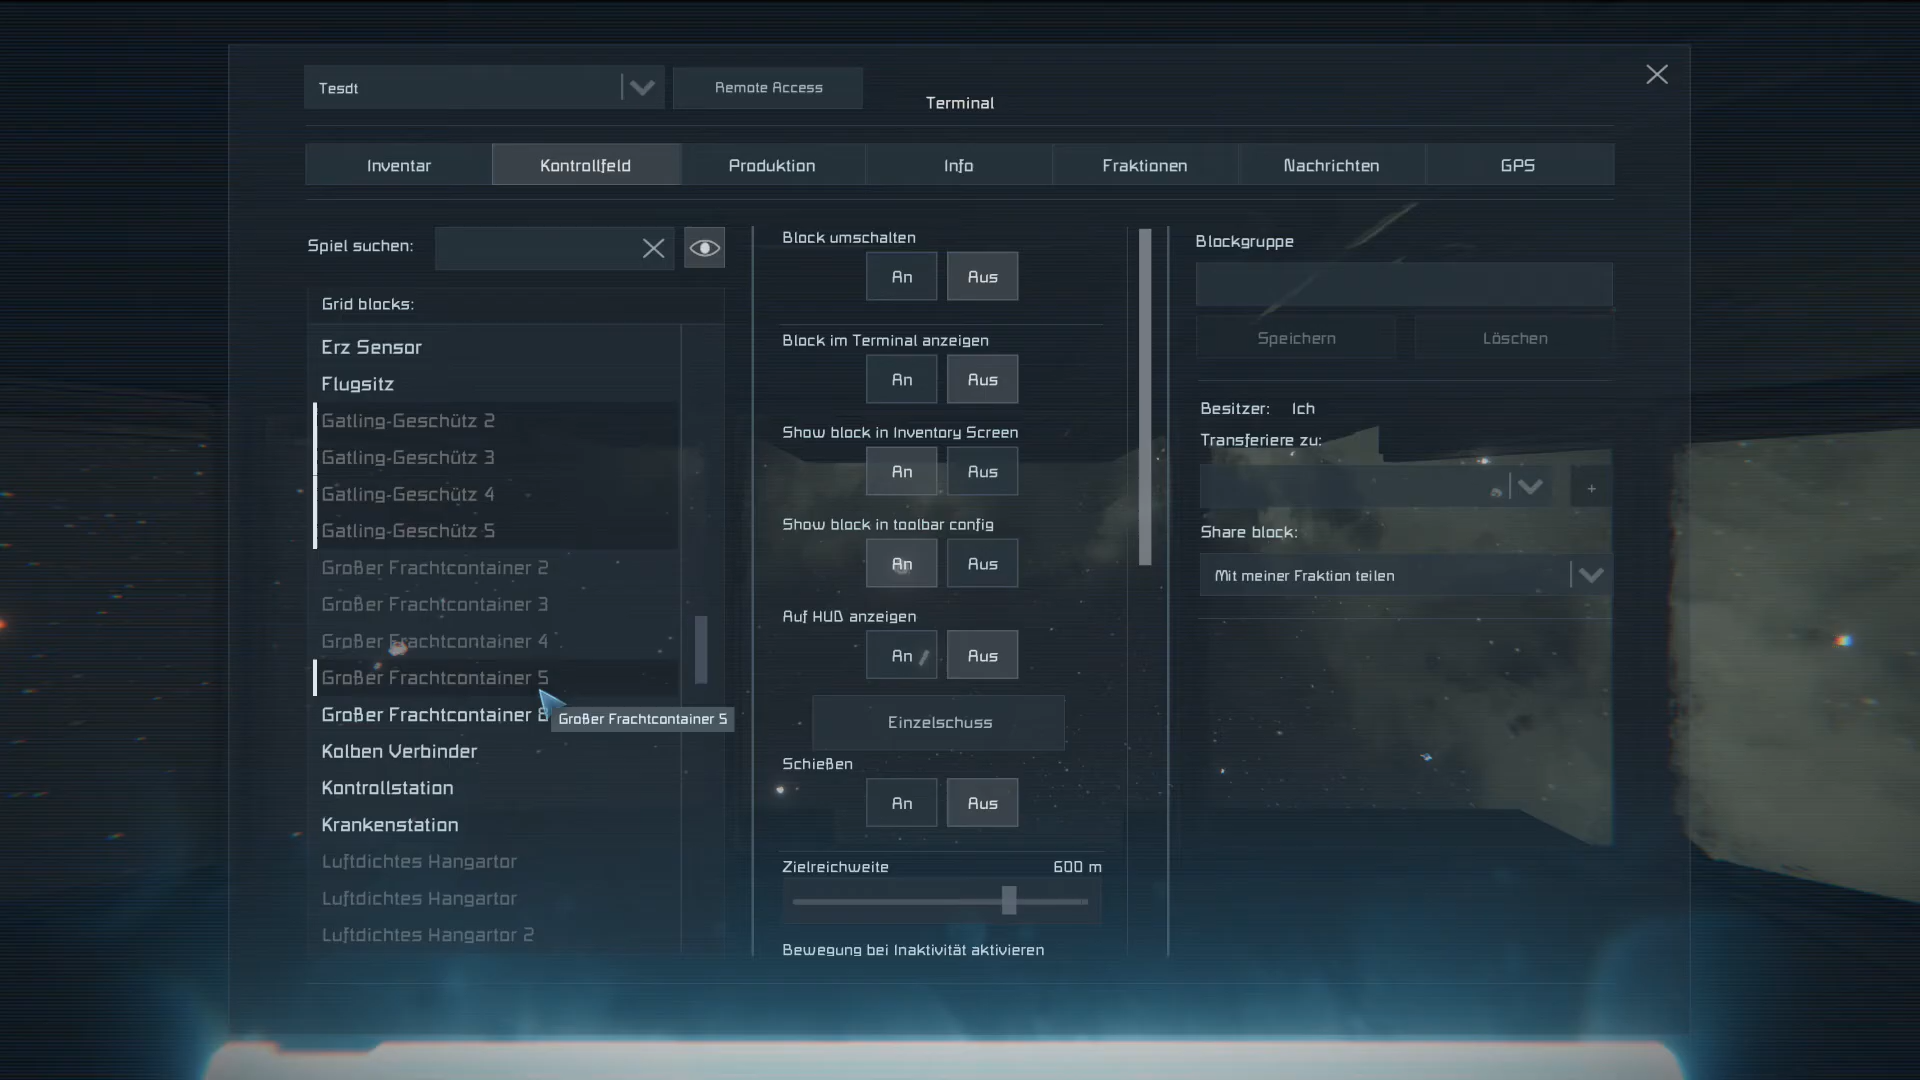 Tesdt
Remote Access
Terminal
Inventar
Kontrollfeld
Produktion
Info
Fraktionen
Nachrichten
GPS
Spiel suchen:
Grid blocks:
Erz Sensor
Flugsitz
Gatling-Geschütz 2
Gatling-Geschütz 3
Gatling-Geschütz 4
Gatling-Geschütz 5
Großer Frachtcontainer 2
Großer Frachtcontainer 3
Großer Frachtcontainer 4
Großer Frachtcontainer 5
Großer Frachtcontainer 8
Großer Frachtcontainer 5
Kolben Verbinder
Kontrollstation
Krankenstation
Luftdichtes Hangartor
Luftdichtes Hangartor
Luftdichtes Hangartor 2
Block umschalten
An Aus
Block im Terminal anzeigen
An Aus
Show block in Inventory Screen
An Aus
Show block in toolbar config
An Aus
Auf HUD anzeigen
An Aus
Einzelschuss
Schießen
An Aus
Zielreichweite 600 m
Bewegung bei Inaktivität aktivieren
Blockgruppe
Speichern Löschen
Besitzer: Ich
Transferiere zu:
+
Share block:
Mit meiner Fraktion teilen